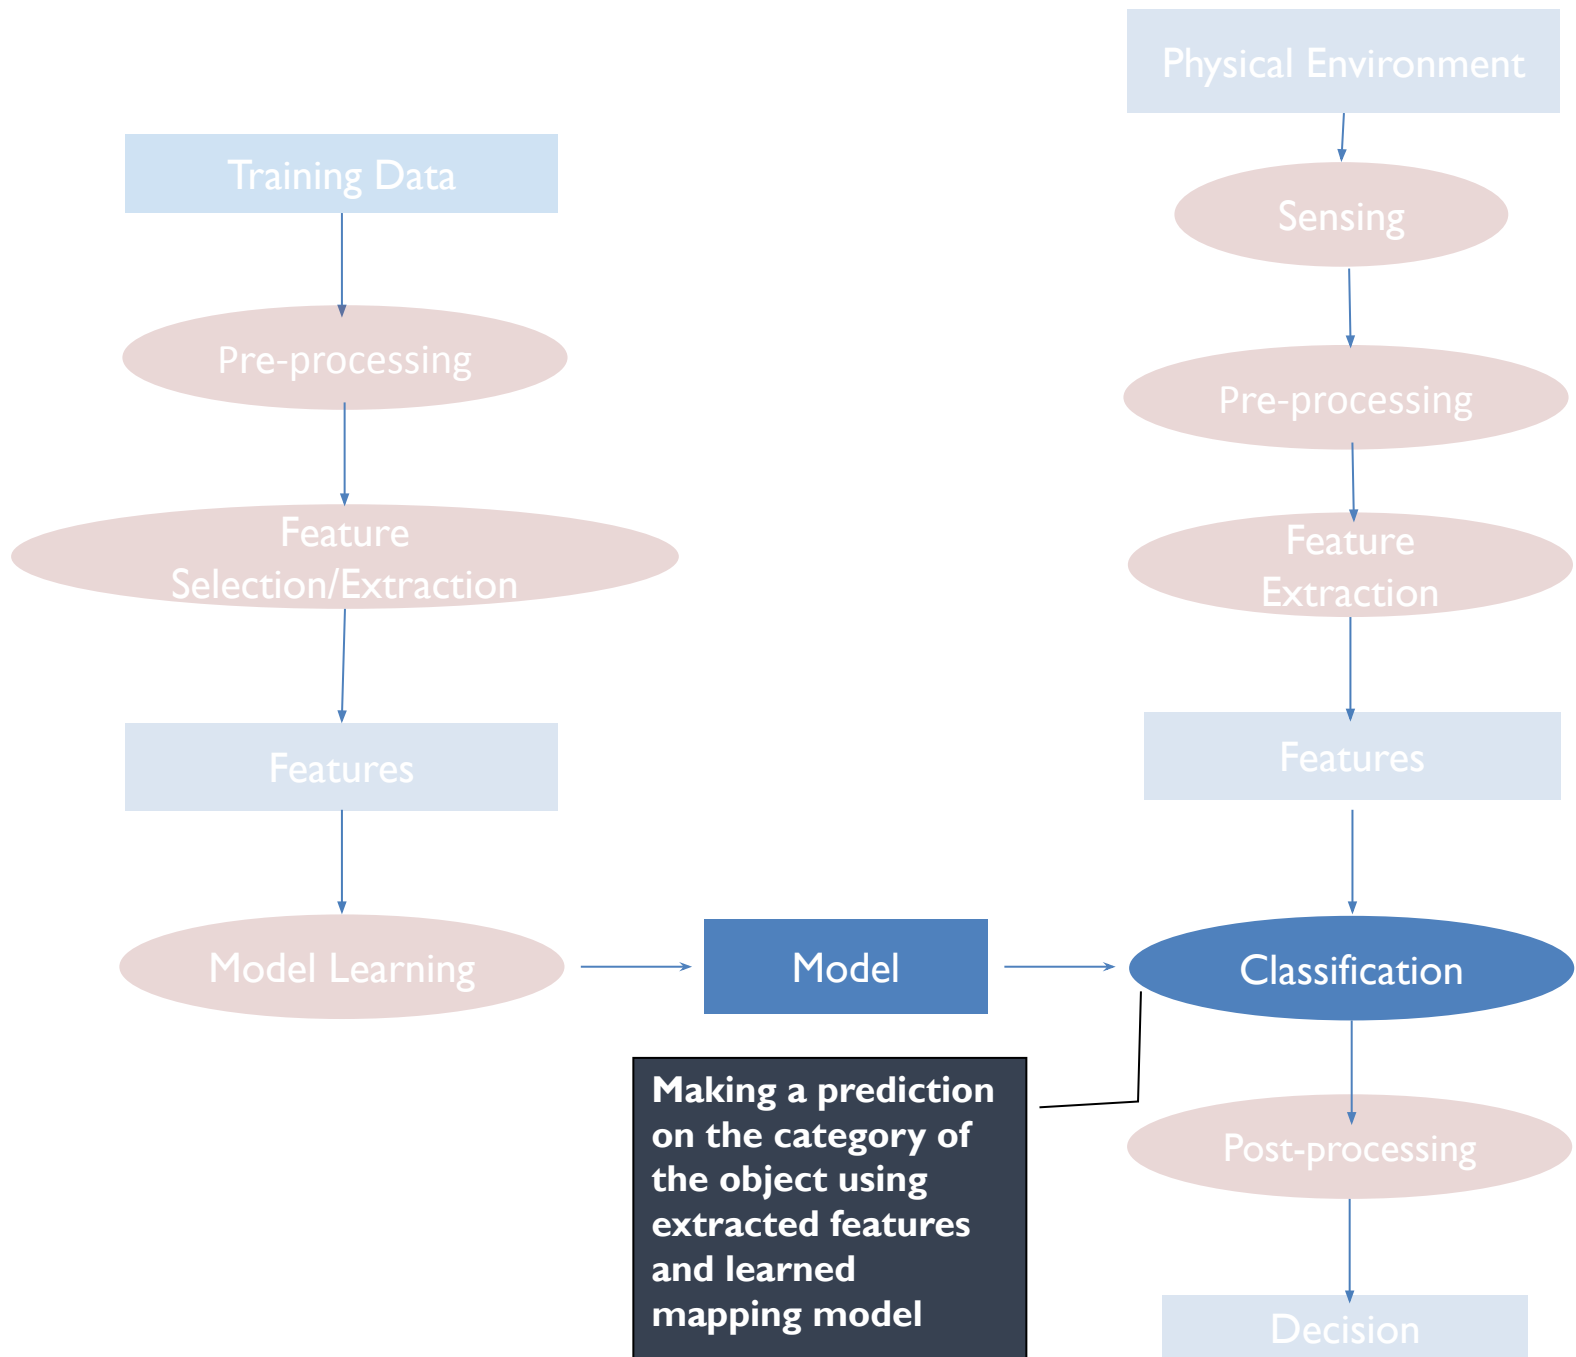 Physical Environment
Training Data
Sensing
Pre-processing
Pre-processing
Feature
Selection/Extraction
Feature
Extraction
Features
Features
Model Learning
Model
Classification
Making a prediction
on the category of
the object using
extracted features
and learned
mapping model
Post-processing
Decision